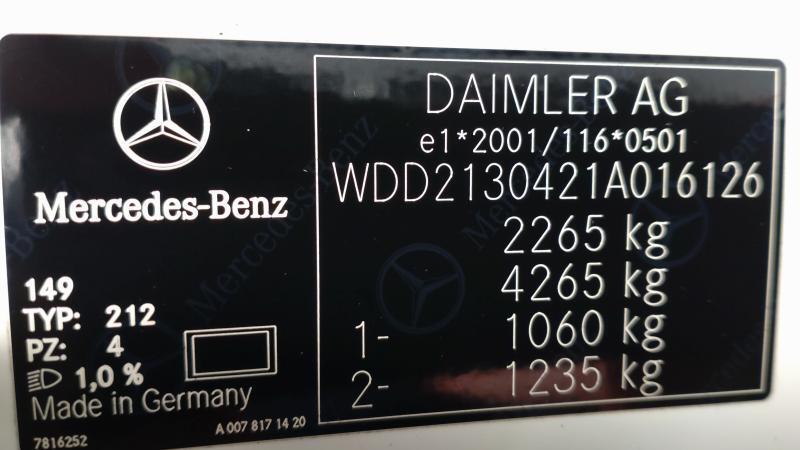 Mercedes-Benz
149
TYP: 212
PZ: 4
1,0 %
Made in Germany
7816252
A 007 817 14 20
DAIMLER AG
e1*2001/116*0501
WDD2130421A016126
2265 kg
4265 kg
1- 1060 kg
2- 1235 kg